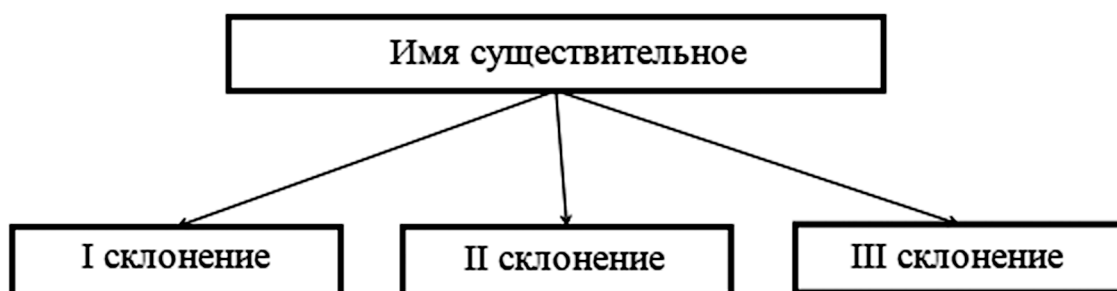 Имя существительное
I склонение
II склонение
III склонение